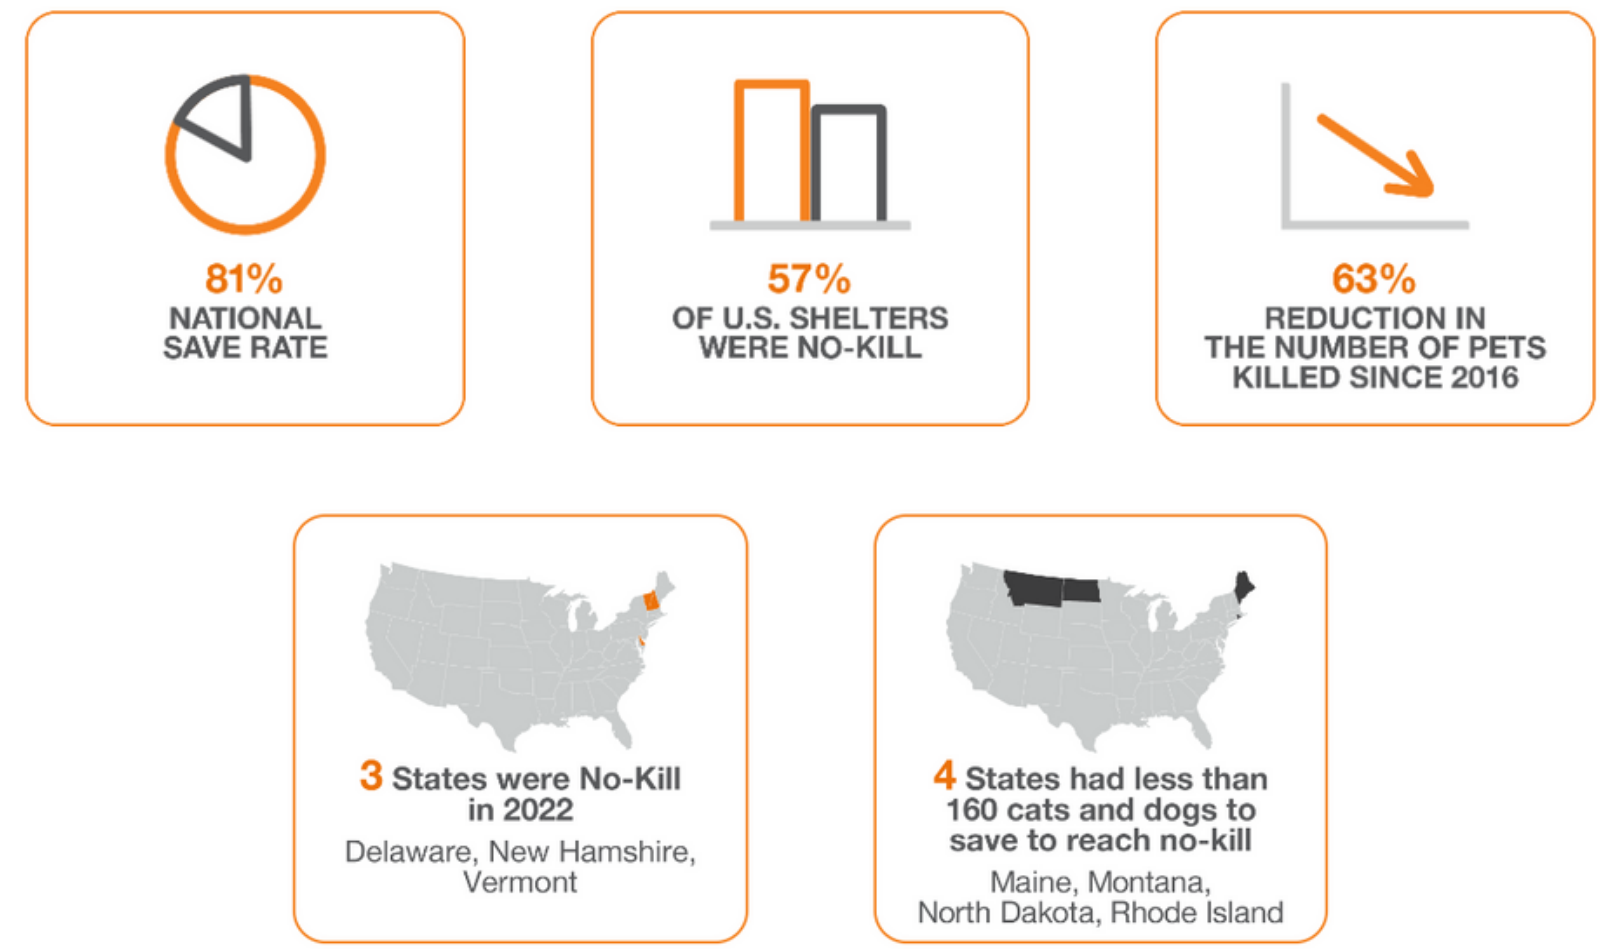 81%
NATIONAL
SAVE RATE
57%
OF U.S. SHELTERS
WERE NO-KILL
63%
REDUCTION IN
THE NUMBER OF PETS
KILLED SINCE 2016
3 States were No-Kill
in 2022
Delaware, New Hamshire,
Vermont
4 States had less than
160 cats and dogs to
save to reach no-kill
Maine, Montana,
North Dakota, Rhode Island